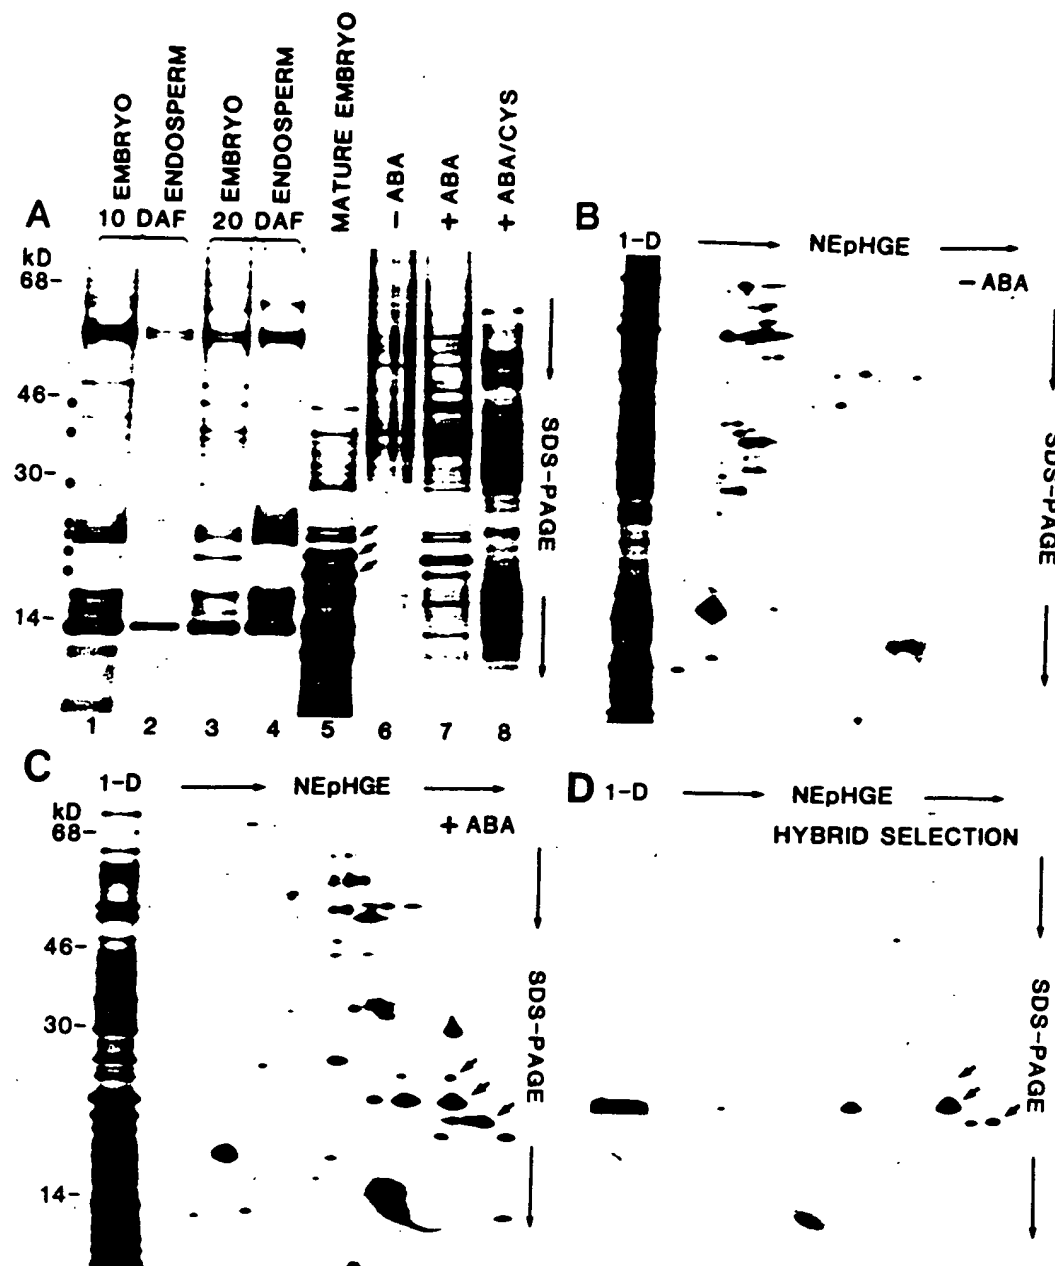 A
EMBRYO
ENDOSPERM
10 DAF
EMBRYO
ENDOSPERM
20 DAF
MATURE EMBRYO
- ABA
+ ABA
+ ABA/CYS
kD
68-
46-
30-
14-
1 2 3 4 5 6 7 8
SDS-PAGE
B
1-D
NEpHGE
-ABA
SDS-PAGE
C
1-D
NEpHGE
+ ABA
kD
68-
46-
30-
14-
SDS-PAGE
D
1-D
NEpHGE
HYBRID SELECTION
SDS-PAGE